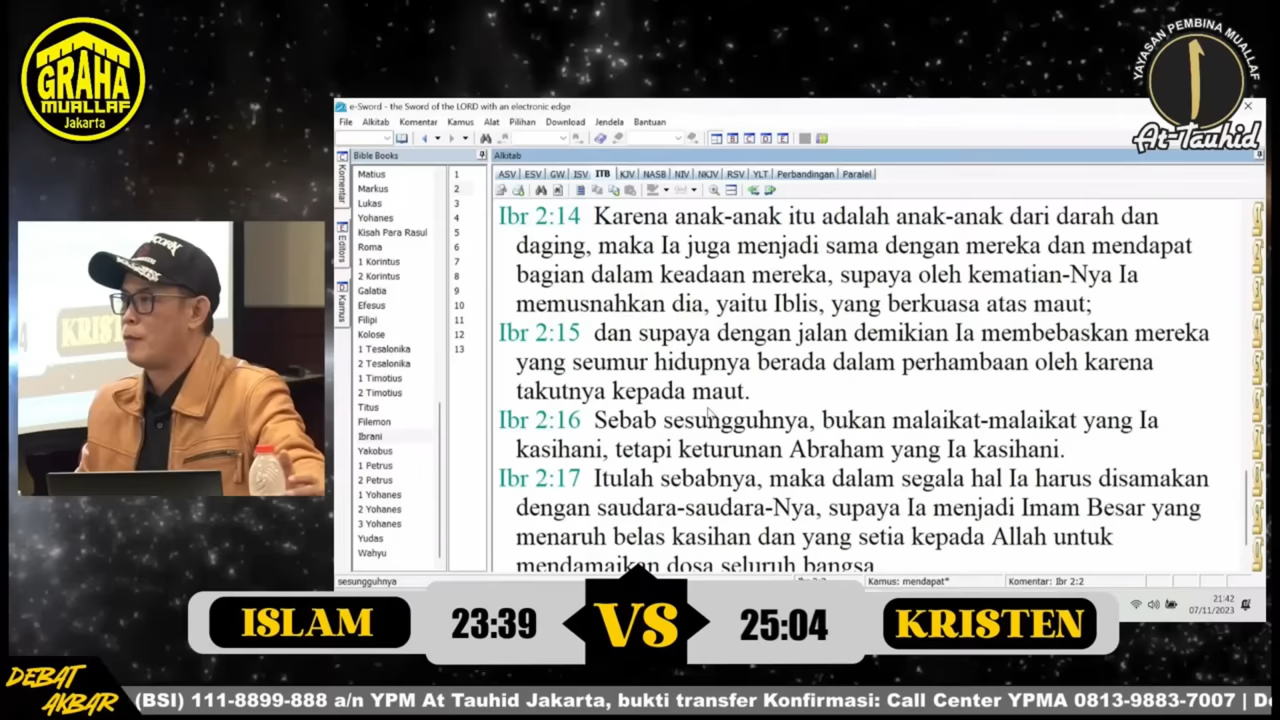 GRAHA
MUALLAF
Jakarta
YAYASAN PEMBINA MUALLAF
1
At-Tauhid
e-Sword - the Sword of the LORD with an electronic edge
File Alkitab Komentar Kamus Alat Pilihan Download Jendela Bantuan
Bible Books
Alkitab
ASV ESV GW ISV ITB KJV NASB NIV NKJV RSV YLT Perbandingan Paralel
Komentar
Editors
Kamus
Matius 1
Markus 2
Lukas 3
Yohanes 4
Kisah Para Rasul 5
Roma 6
1 Korintus 7
2 Korintus 8
Galatia 9
Efesus 10
Filipi 11
Kolose 12
1 Tesalonika 13
2 Tesalonika
1 Timotius
2 Timotius
Titus
Filemon
Ibrani
Yakobus
1 Petrus
2 Petrus
1 Yohanes
2 Yohanes
3 Yohanes
Yudas
Wahyu
Ibr 2:14 Karena anak-anak itu adalah anak-anak dari darah dan
daging, maka Ia juga menjadi sama dengan mereka dan mendapat
bagian dalam keadaan mereka, supaya oleh kematian-Nya Ia
memusnahkan dia, yaitu Iblis, yang berkuasa atas maut;
Ibr 2:15 dan supaya dengan jalan demikian Ia membebaskan mereka
yang seumur hidupnya berada dalam perhambaan oleh karena
takutnya kepada maut.
Ibr 2:16 Sebab sesungguhnya, bukan malaikat-malaikat yang Ia
kasihani, tetapi keturunan Abraham yang Ia kasihani.
Ibr 2:17 Itulah sebabnya, maka dalam segala hal Ia harus disamakan
dengan saudara-saudara-Nya, supaya Ia menjadi Imam Besar yang
menaruh belas kasihan dan yang setia kepada Allah untuk
mendamaikan dosa seluruh bangsa
sesungguhnya
Kamus: mendapat* Komentar: Ibr 2:2
21:42
07/11/2023
KRIST
ISLAM 23:39 VS 25:04 KRISTEN
DEBAT
AKBAR
(BSI) 111-8899-888 a/n YPM At Tauhid Jakarta, bukti transfer Konfirmasi: Call Center YPMA 0813-9883-7007 |